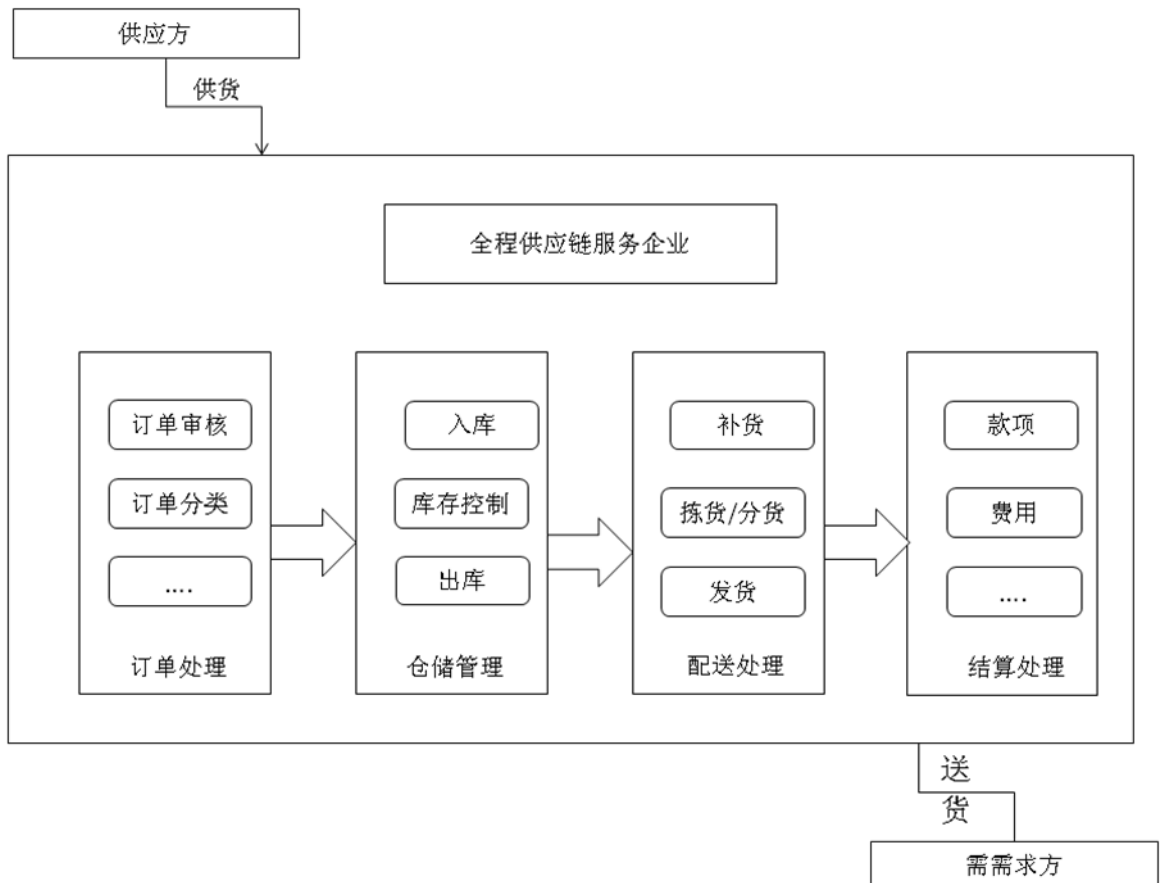 供应方
供货
全程供应链服务企业
订单审核
订单分类
....
订单处理
入库
库存控制
出库
仓储管理
补货
拣货/分货
发货
配送处理
款项
费用
....
结算处理
送
货
需需求方